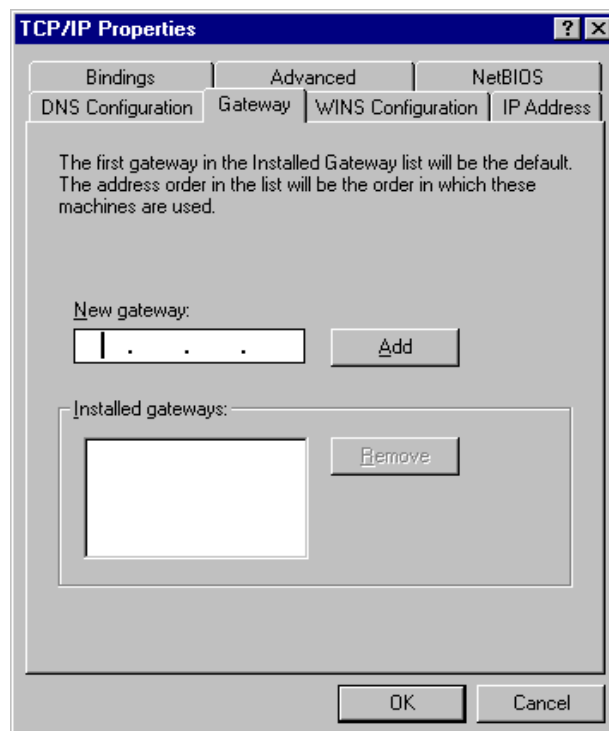 TCP/IP Properties
Bindings Advanced NetBIOS
DNS Configuration Gateway WINS Configuration IP Address
The first gateway in the Installed Gateway list will be the default.
The address order in the list will be the order in which these
machines are used.
New gateway:
. . .
Add
Installed gateways:
Remove
OK Cancel